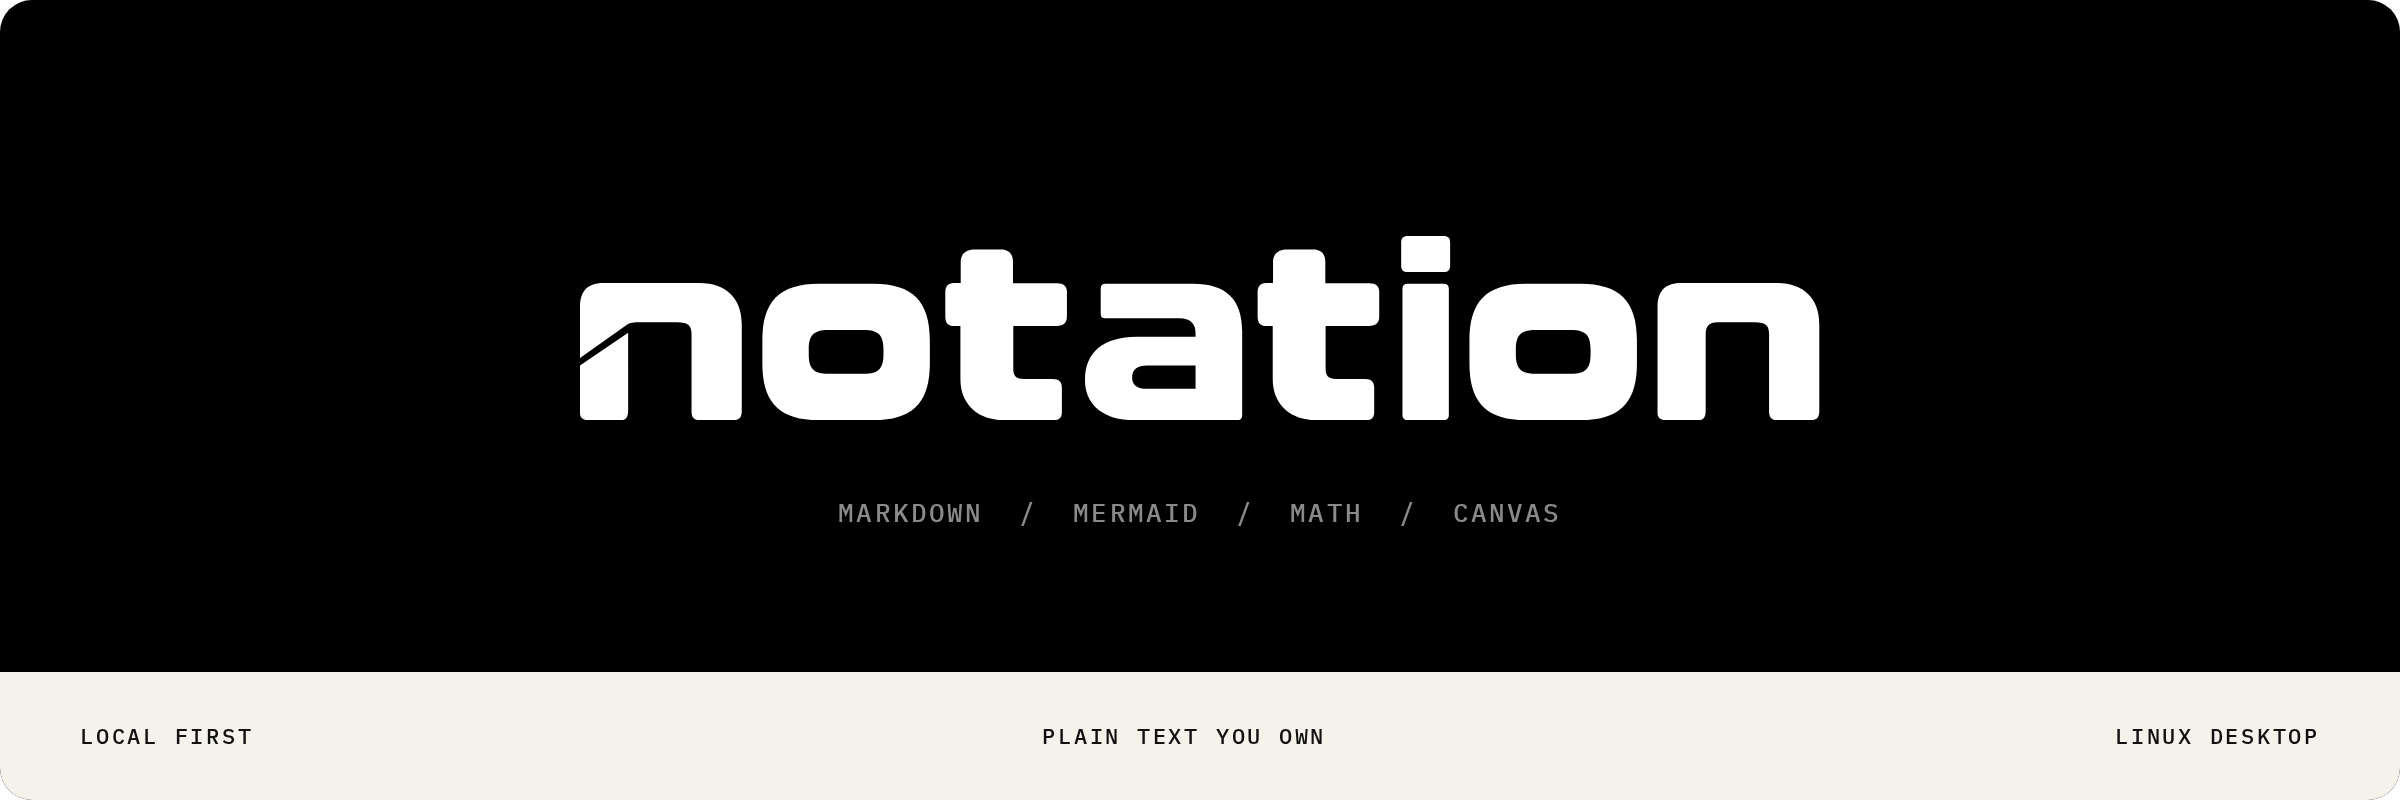 notation
MARKDOWN / MERMAID / MATH / CANVAS
LOCAL FIRST PLAIN TEXT YOU OWN LINUX DESKTOP